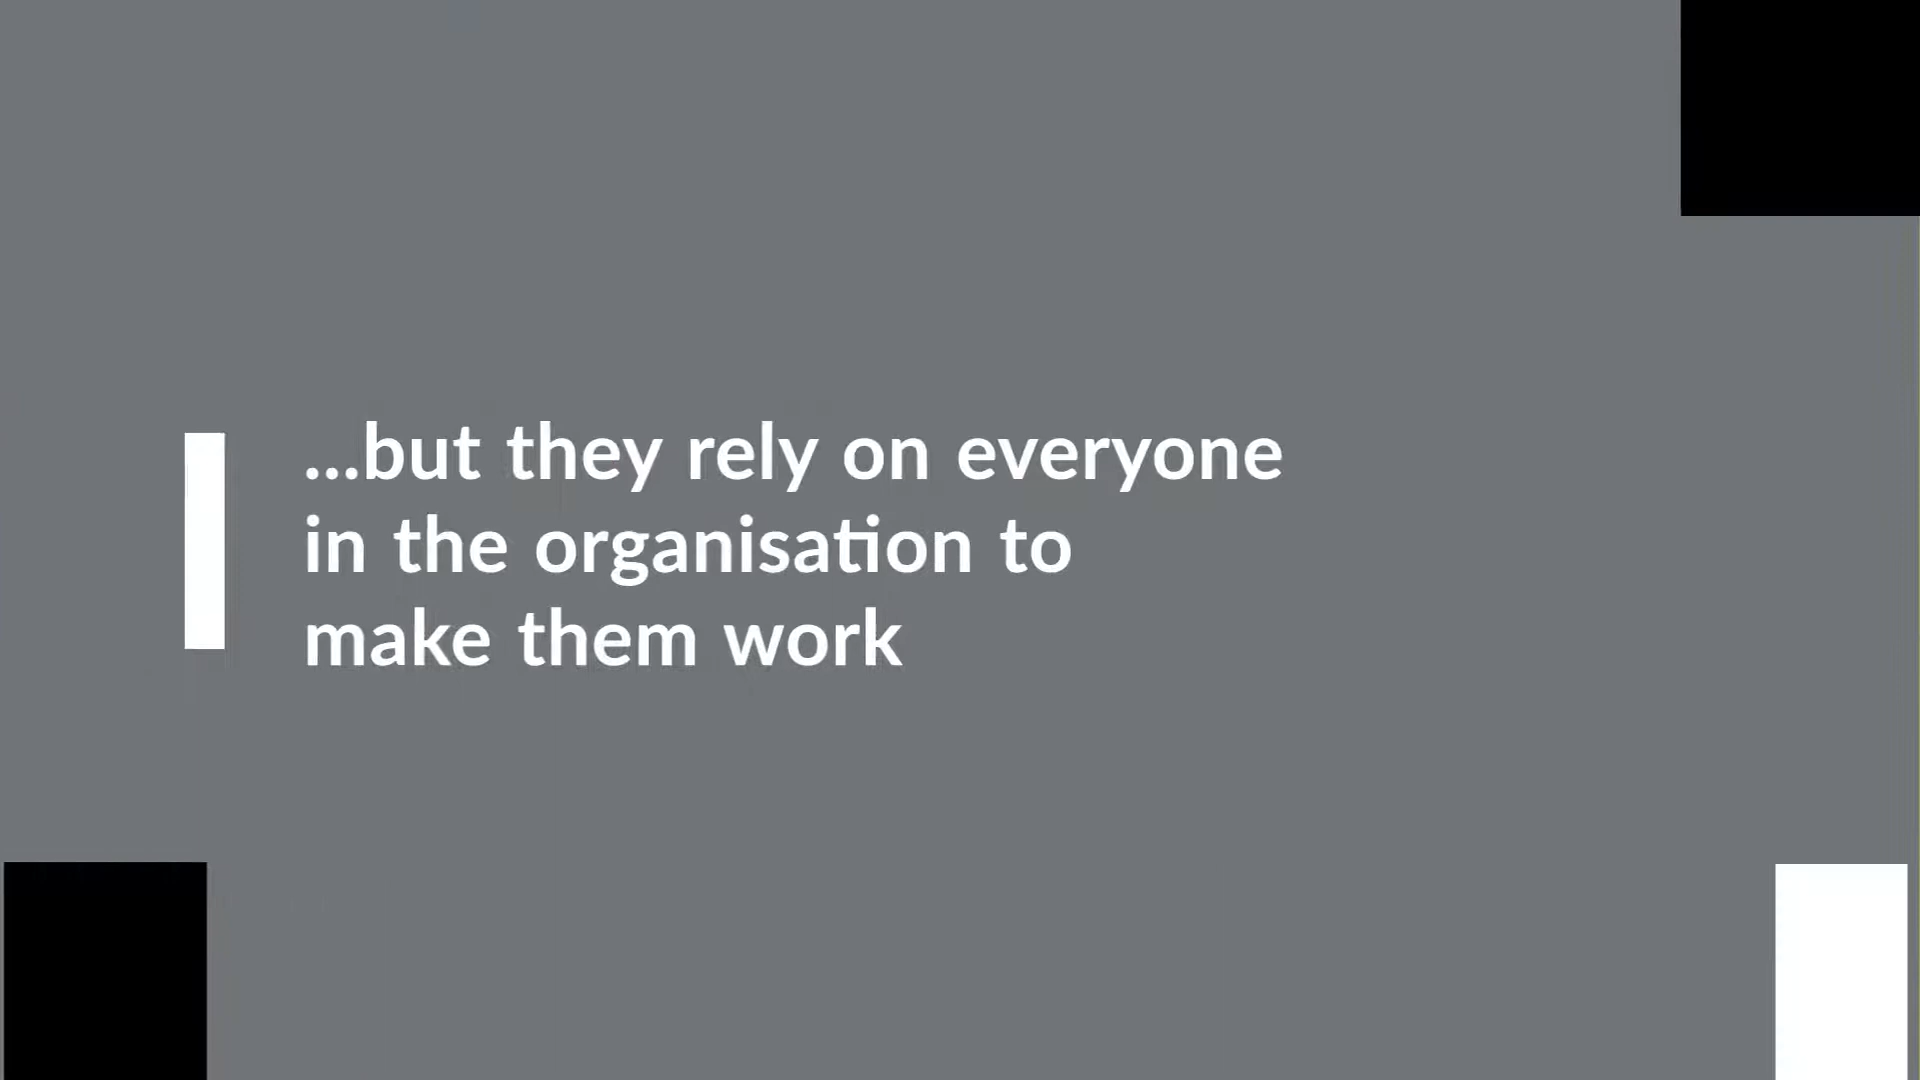 ...but they rely on everyone
in the organisation to
make them work